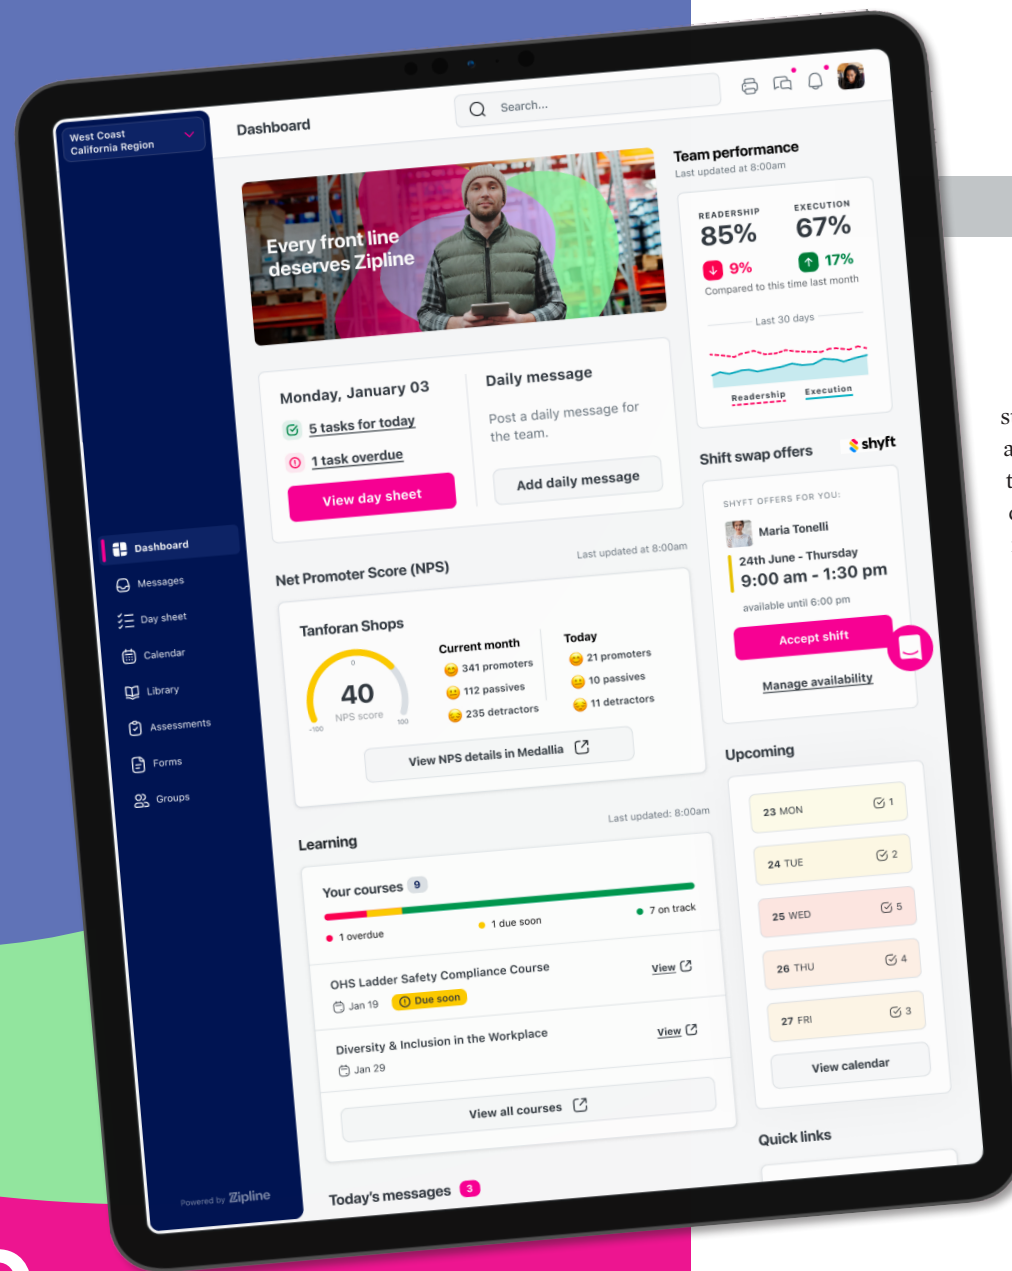 West Coast
California Region
Dashboard
Search...
Every front line
deserves Zipline
Team performance
Last updated at 8:00am
READERSHIP
85%
9%
EXECUTION
67%
17%
Compared to this time last month
Last 30 days
Readership
Execution
Monday, January 03
5 tasks for today
1 task overdue
View day sheet
Daily message
Post a daily message for
the team.
Add daily message
Shift swap offers
shyft
SHYFT OFFERS FOR YOU:
Maria Tonelli
24th June - Thursday
9:00 am - 1:30 pm
available until 6:00 pm
Accept shift
Manage availability
Dashboard
Messages
Day sheet
Calendar
Library
Assessments
Forms
Groups
Net Promoter Score (NPS)
Last updated at 8:00am
Tanforan Shops
0
40
NPS score
-100
100
Current month
341 promoters
112 passives
235 detractors
Today
21 promoters
10 passives
11 detractors
View NPS details in Medallia
Upcoming
23 MON
1
24 TUE
2
25 WED
5
26 THU
4
27 FRI
3
View calendar
Learning
Last updated: 8:00am
Your courses 9
1 overdue
1 due soon
7 on track
OHS Ladder Safety Compliance Course
Jan 19
Due soon
View
Diversity & Inclusion in the Workplace
Jan 29
View
View all courses
Quick links
Today's messages 3
Powered by Zipline